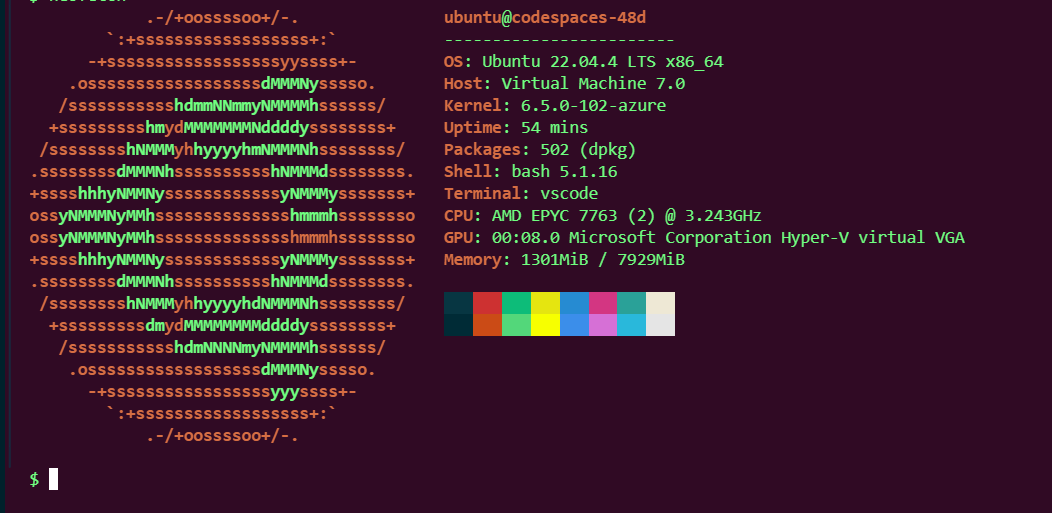 .-/+oossssoo+/-.               ubuntu@codespaces-48d
        `:+ssssssssssssssssss+:`           ------------------------
      -+ssssssssssssssssssyyssss+-         OS: Ubuntu 22.04.4 LTS x86_64
    .ossssssssssssssssssdMMMNysssso.       Host: Virtual Machine 7.0
   /ssssssssssshdmmNNmmyNMMMMhssssss/      Kernel: 6.5.0-102-azure
  +ssssssssshmydMMMMMMMNddddyssssssss+     Uptime: 54 mins
 /sssssssshNMMMyhhyyyyhmNMMMNhssssssss/    Packages: 502 (dpkg)
.ssssssssdMMMNhsssssssssshNMMMdssssssss.   Shell: bash 5.1.16
+sssshhhyNMMNyssssssssssssyNMMMysssssss+   Terminal: vscode
ossyNMMMNyMMhsssssssssssssshmmmhssssssso   CPU: AMD EPYC 7763 (2) @ 3.243GHz
ossyNMMMNyMMhsssssssssssssshmmmhssssssso   GPU: 00:08.0 Microsoft Corporation Hyper-V virtual VGA
+sssshhhyNMMNyssssssssssssyNMMMysssssss+   Memory: 1301MiB / 7929MiB
.ssssssssdMMMNhsssssssssshNMMMdssssssss.
 /sssssssshNMMMyhhyyyyhdNMMMNhssssssss/
  +sssssssssdmydMMMMMMMMddddyssssssss+
   /ssssssssssshdmNNNNmyNMMMMhssssss/
    .ossssssssssssssssssdMMMNysssso.
      -+sssssssssssssssssyyyssss+-
        `:+ssssssssssssssssss+:`
            .-/+oossssoo+/-.
$